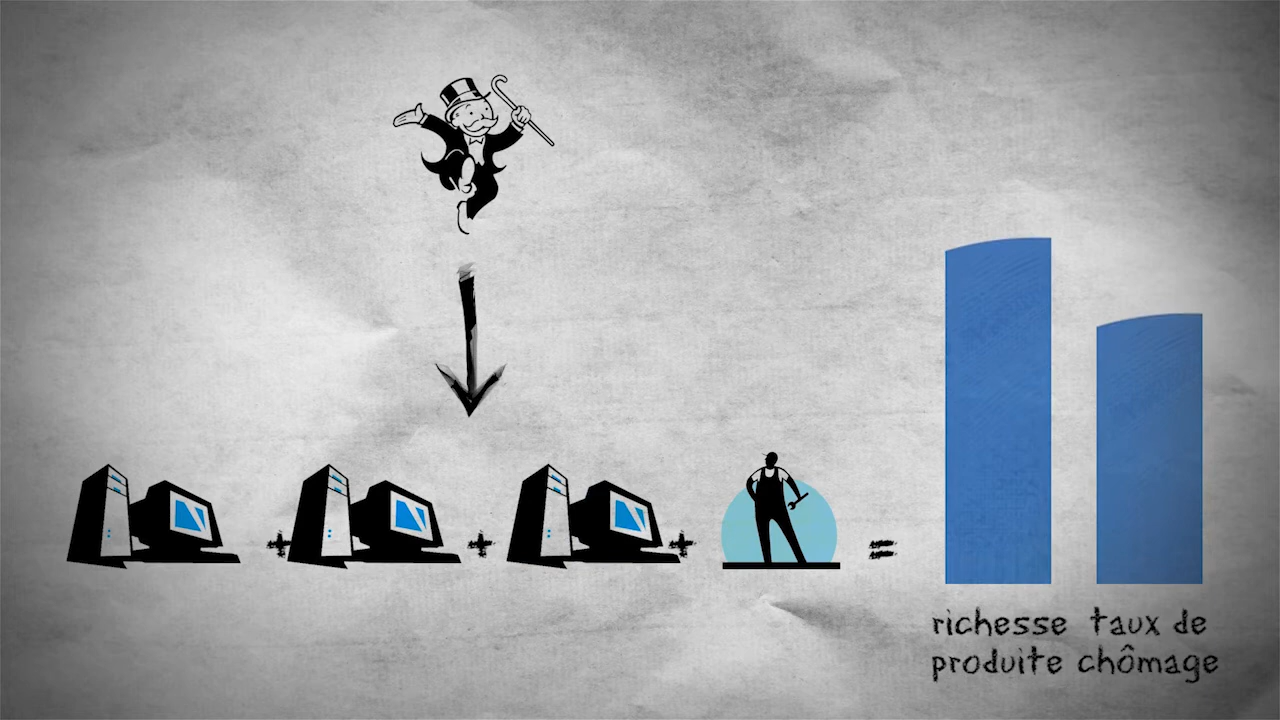 + + + =
richesse taux de
produite chômage